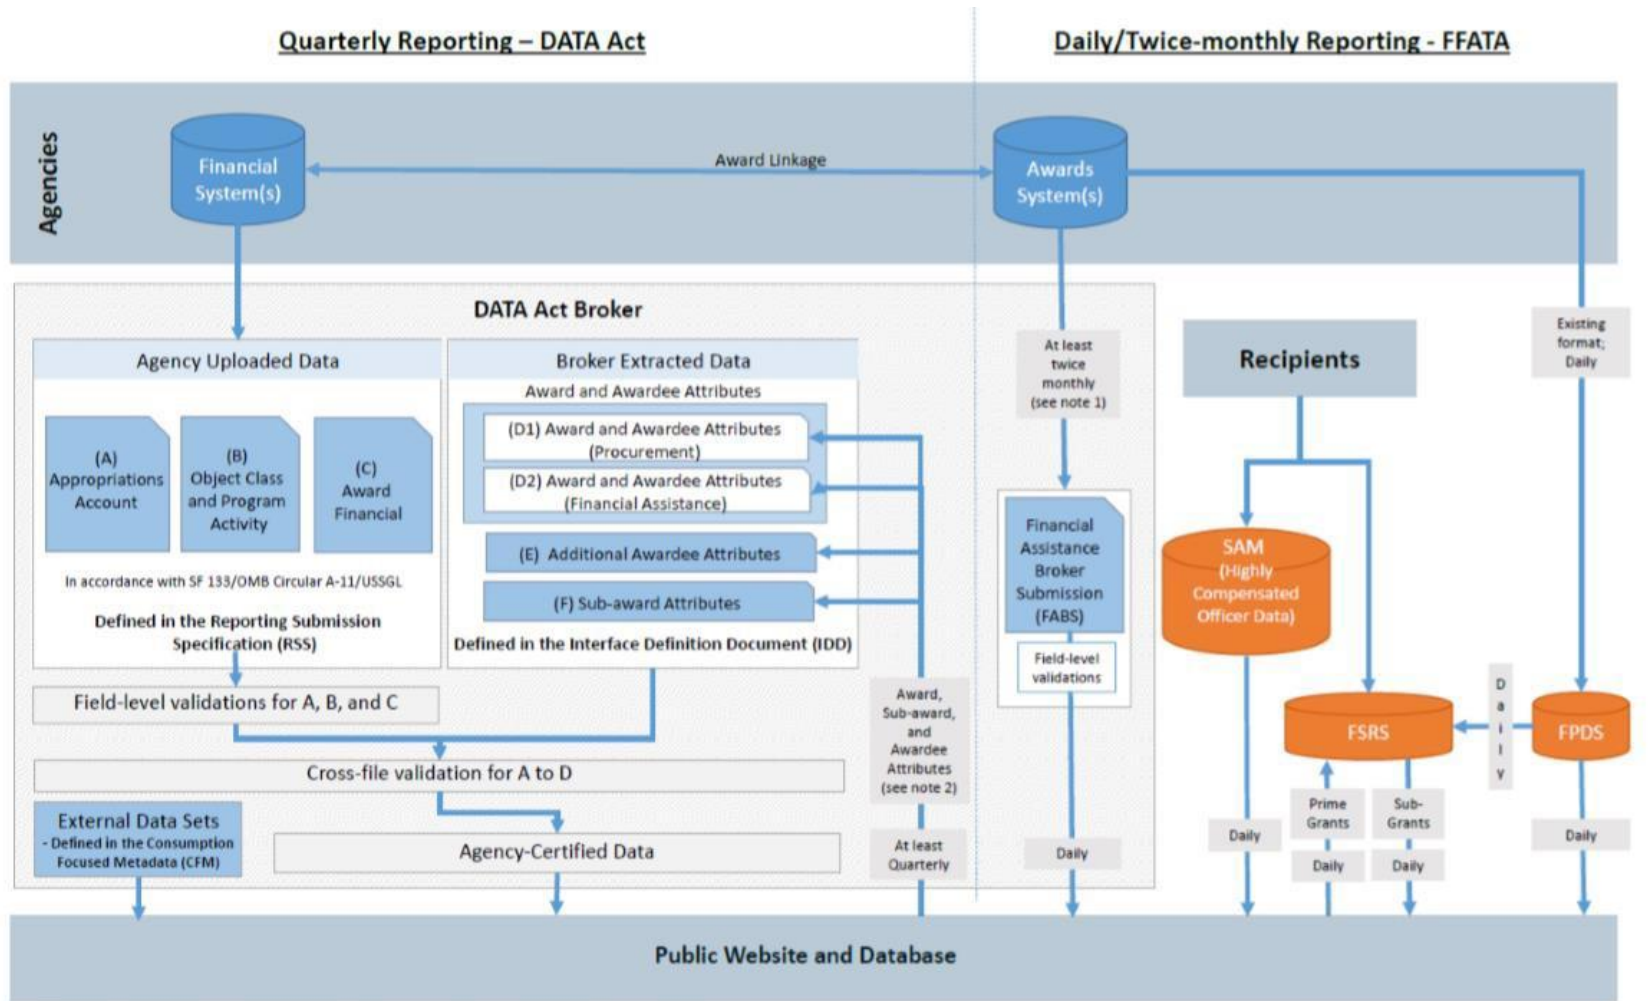 Quarterly Reporting – DATA Act
Daily/Twice-monthly Reporting - FFATA
Agencies
Financial
System(s)
Award Linkage
Awards
System(s)
DATA Act Broker
Agency Uploaded Data
(A)
Appropriations
Account
(B)
Object Class
and Program
Activity
(C)
Award
Financial
In accordance with SF 133/OMB Circular A-11/USSGL
Defined in the Reporting Submission
Specification (RSS)
Broker Extracted Data
Award and Awardee Attributes
(D1) Award and Awardee Attributes
(Procurement)
(D2) Award and Awardee Attributes
(Financial Assistance)
(E) Additional Awardee Attributes
(F) Sub-award Attributes
Defined in the Interface Definition Document (IDD)
Field-level validations for A, B, and C
Cross-file validation for A to D
External Data Sets
- Defined in the Consumption
Focused Metadata (CFM)
Agency-Certified Data
Award,
Sub-award,
and
Awardee
Attributes
(see note 2)
At least
Quarterly
At least
twice
monthly
(see note 1)
Financial
Assistance
Broker
Submission
(FABS)
Field-level
validations
Daily
Recipients
Existing
format;
Daily
SAM
(Highly
Compensated
Officer Data)
Daily
FSRS
Daily
FPDS
Prime
Grants
Daily
Sub-
Grants
Daily
Daily
Public Website and Database